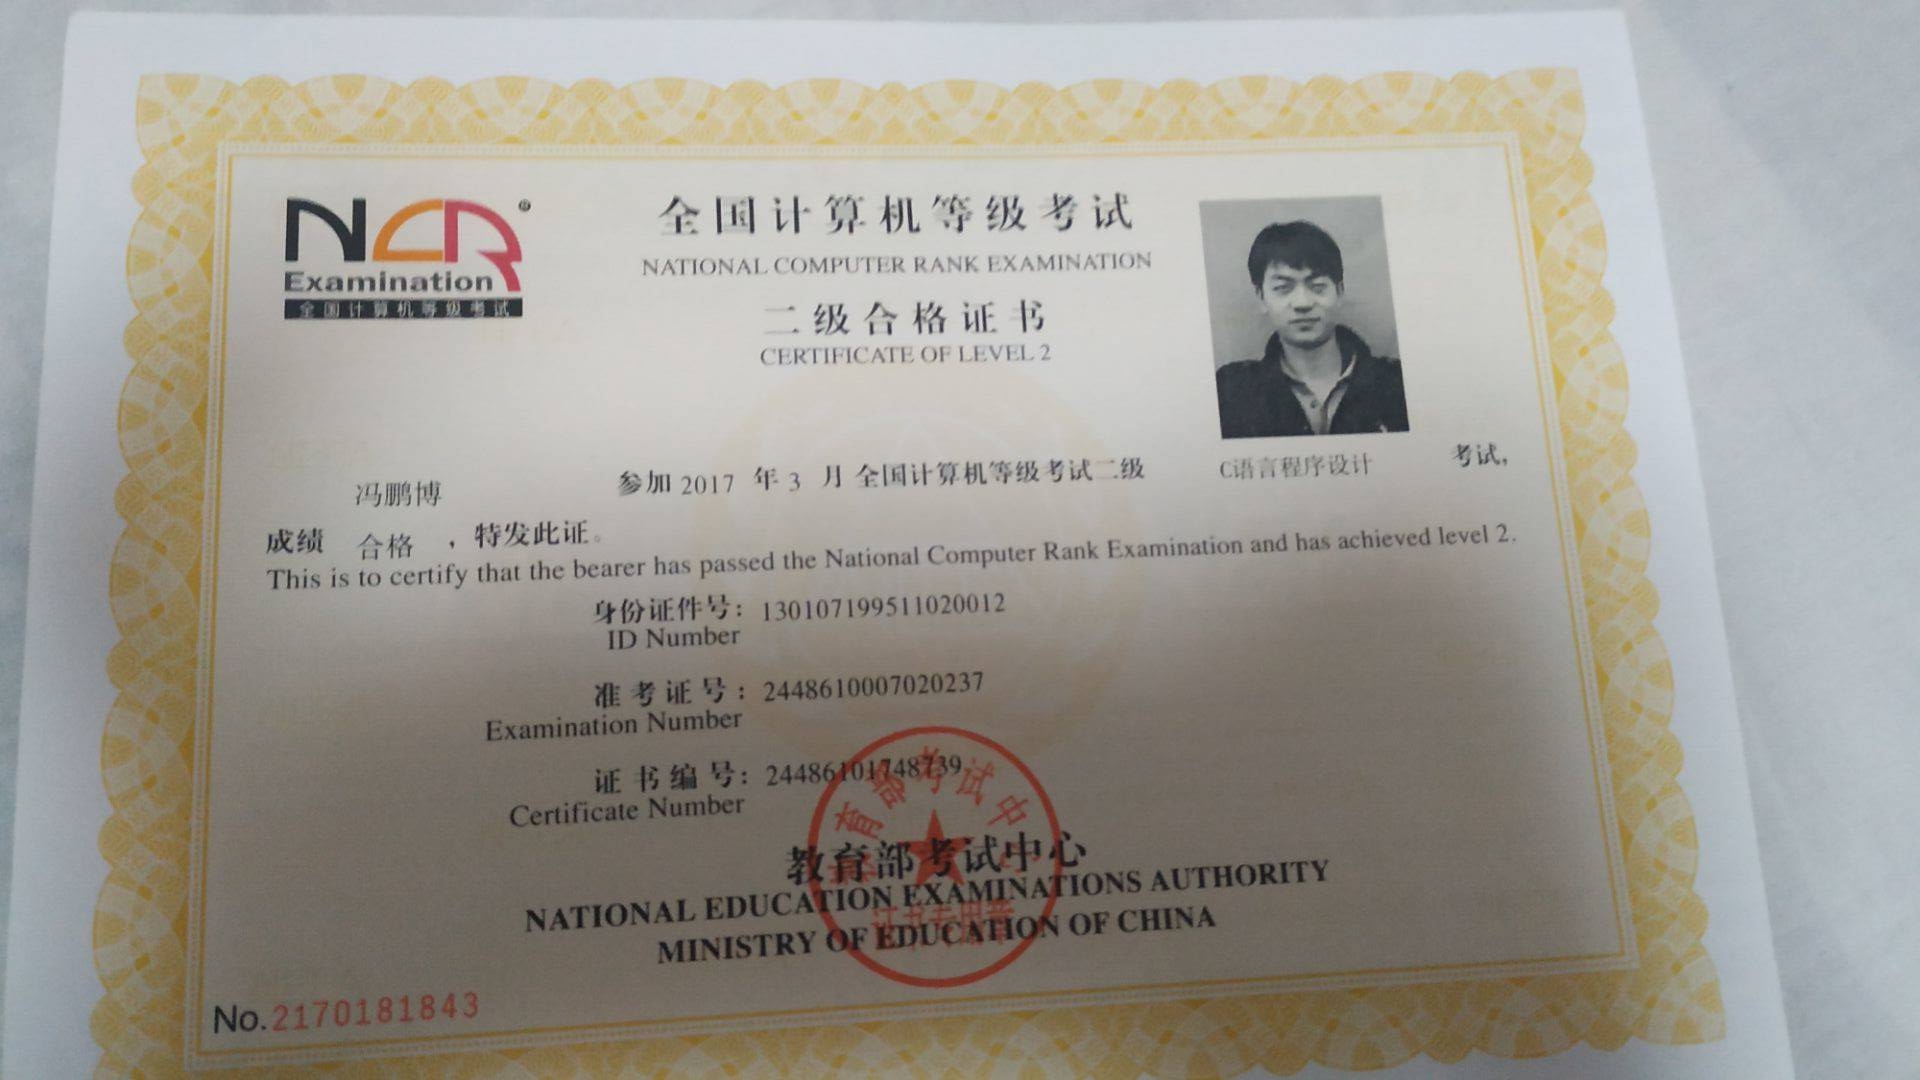 NCR®
Examination
全国计算机等级考试
全国计算机等级考试
NATIONAL COMPUTER RANK EXAMINATION
二级合格证书
CERTIFICATE OF LEVEL 2
冯鹏博 参加 2017 年 3 月 全国计算机等级考试二级 C语言程序设计 考试,
成绩 合格 ，特发此证。
This is to certify that the bearer has passed the National Computer Rank Examination and has achieved level 2.
身份证件号: 130107199511020012
ID Number
准考证号: 2448610007020237
Examination Number
证书编号: 24486101748739
Certificate Number
教育部考试中心
教育部考试中心
NATIONAL EDUCATION EXAMINATIONS AUTHORITY
证书专用章
MINISTRY OF EDUCATION OF CHINA
No.2170181843